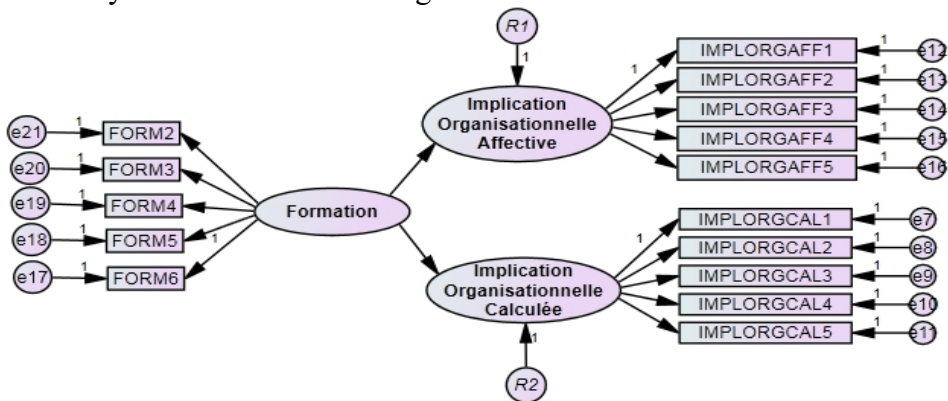 R1
1
1
IMPLORGAFF1
1
e12
IMPLORGAFF2
1
e13
IMPLORGAFF3
1
e14
IMPLORGAFF4
1
e15
IMPLORGAFF5
1
e16
Implication
Organisationnelle
Affective
e21
1
FORM2
e20
1
FORM3
e19
1
FORM4
e18
1
FORM5
e17
1
FORM6
1
Formation
1
IMPLORGCAL1
1
e7
IMPLORGCAL2
1
e8
IMPLORGCAL3
1
e9
IMPLORGCAL4
1
e10
IMPLORGCAL5
1
e11
Implication
Organisationnelle
Calculée
1
R2